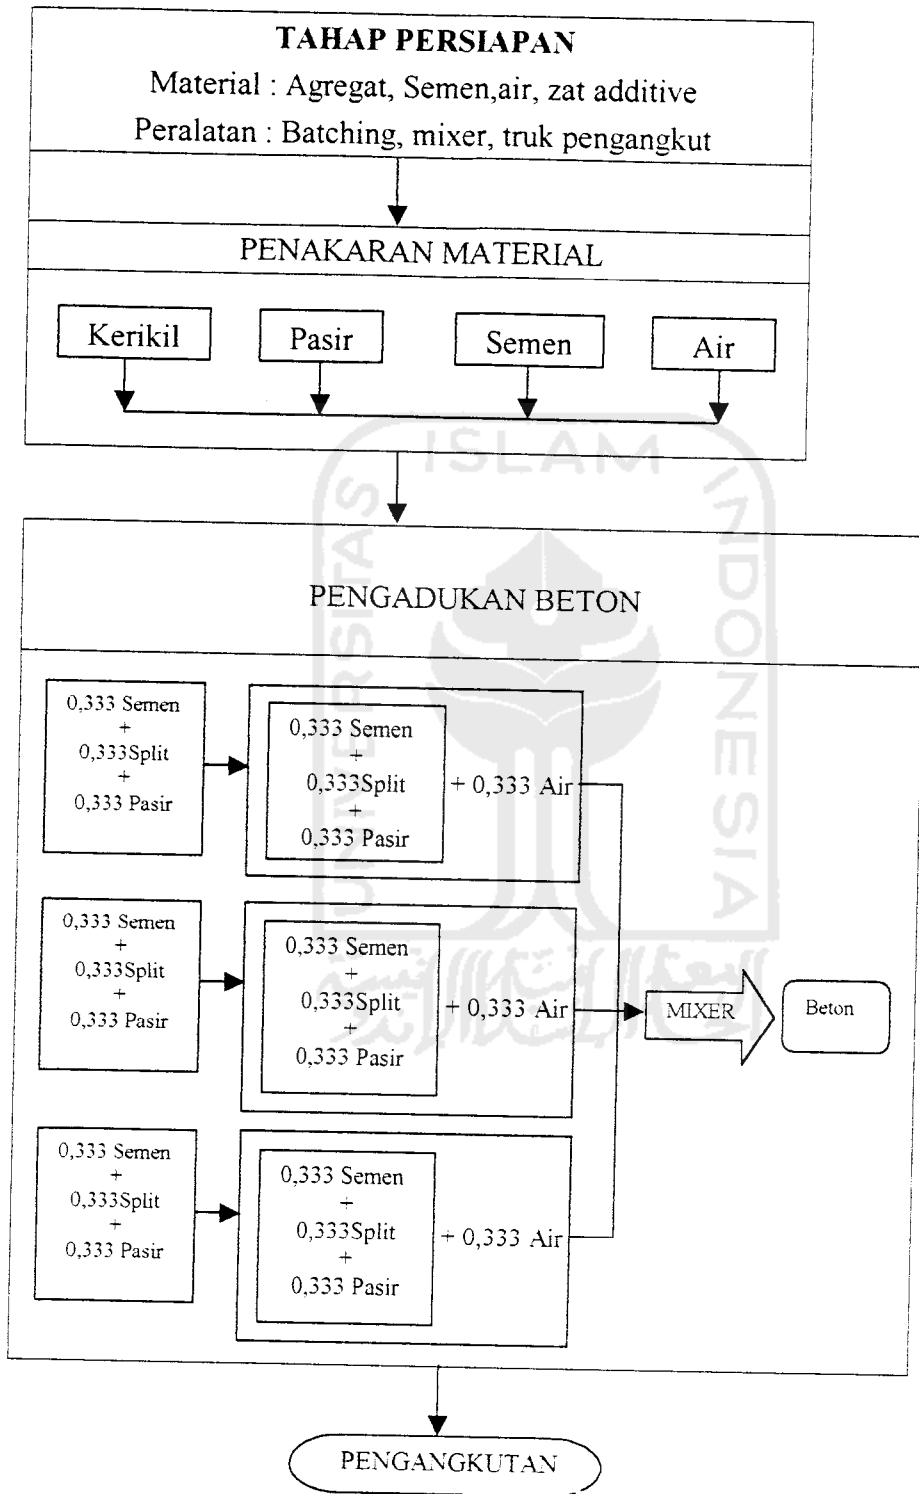 TAHAP PERSIAPAN
Material : Agregat, Semen,air, zat additive
Peralatan : Batching, mixer, truk pengangkut
PENAKARAN MATERIAL
Kerikil
Pasir
Semen
Air
PENGADUKAN BETON
0,333 Semen
+
0,333Split
+
0,333 Pasir
0,333 Semen
+
0,333Split
+
0,333 Pasir
+ 0,333 Air
0,333 Semen
+
0,333Split
+
0,333 Pasir
0,333 Semen
+
0,333Split
+
0,333 Pasir
+ 0,333 Air
MIXER
Beton
0,333 Semen
+
0,333Split
+
0,333 Pasir
0,333 Semen
+
0,333Split
+
0,333 Pasir
+ 0,333 Air
PENGANGKUTAN
UNIVERSITAS
ISLAM
INDONESIA